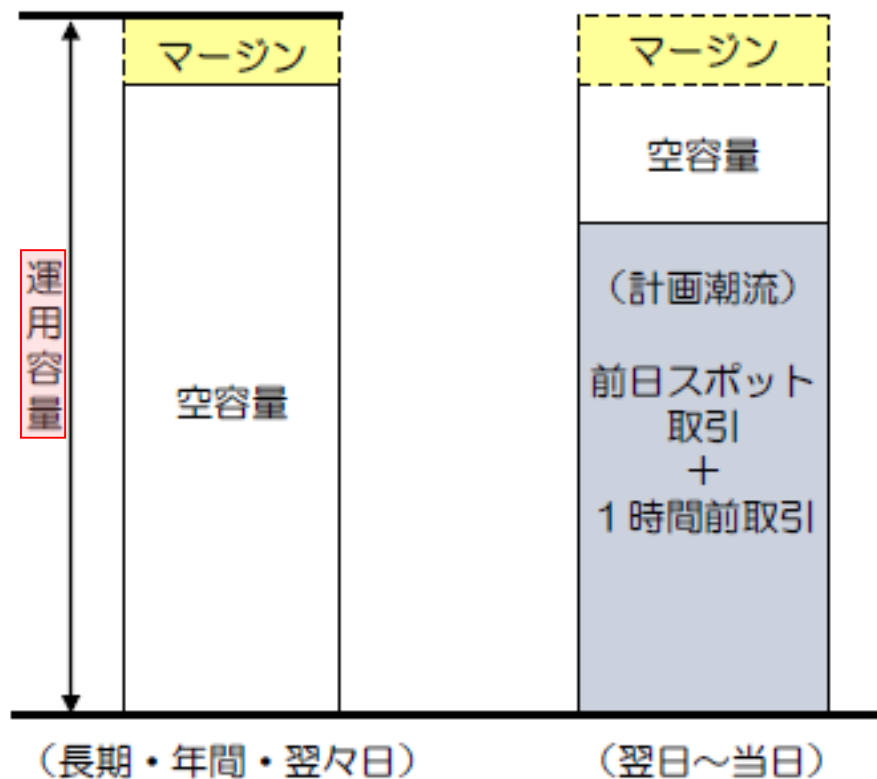 マージン
空容量
運用容量
（長期・年間・翌々日）
マージン
空容量
（計画潮流）
前日スポット
取引
＋
１時間前取引
（翌日～当日）